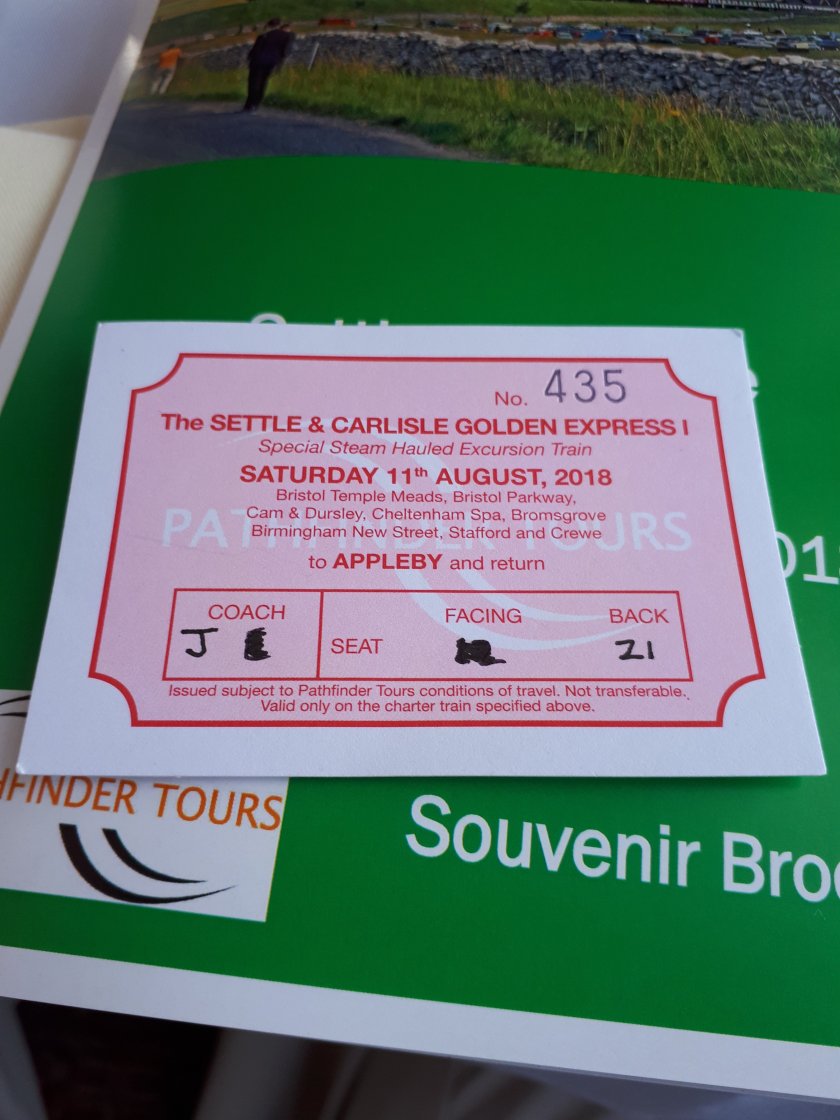 No. 435
The SETTLE & CARLISLE GOLDEN EXPRESS I
Special Steam Hauled Excursion Train
SATURDAY 11th AUGUST, 2018
Bristol Temple Meads, Bristol Parkway,
Cam & Dursley, Cheltenham Spa, Bromsgrove
PATHFINDER TOURS
Birmingham New Street, Stafford and Crewe
to APPLEBY and return
COACH FACING BACK
J SEAT 21
Issued subject to Pathfinder Tours conditions of travel. Not transferable.
Valid only on the charter train specified above.
HFINDER TOURS
Souvenir Bro